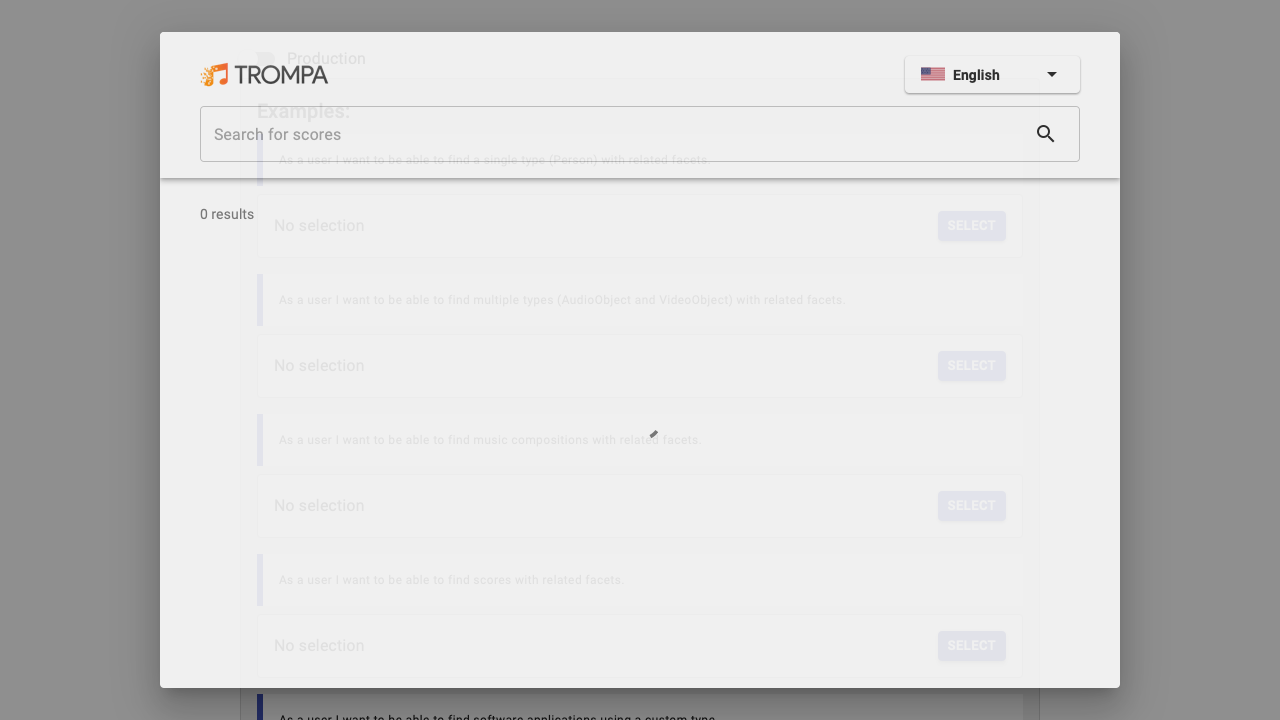 Production
TROMPA
English
Examples:
Search for scores
As a user I want to be able to find a single type (Person) with related facets.
0 results
No selection
SELECT
As a user I want to be able to find multiple types (AudioObject and VideoObject) with related facets.
No selection
SELECT
As a user I want to be able to find music compositions with related facets.
No selection
SELECT
As a user I want to be able to find scores with related facets.
No selection
SELECT
As a user I want to be able to find software applications using a custom type